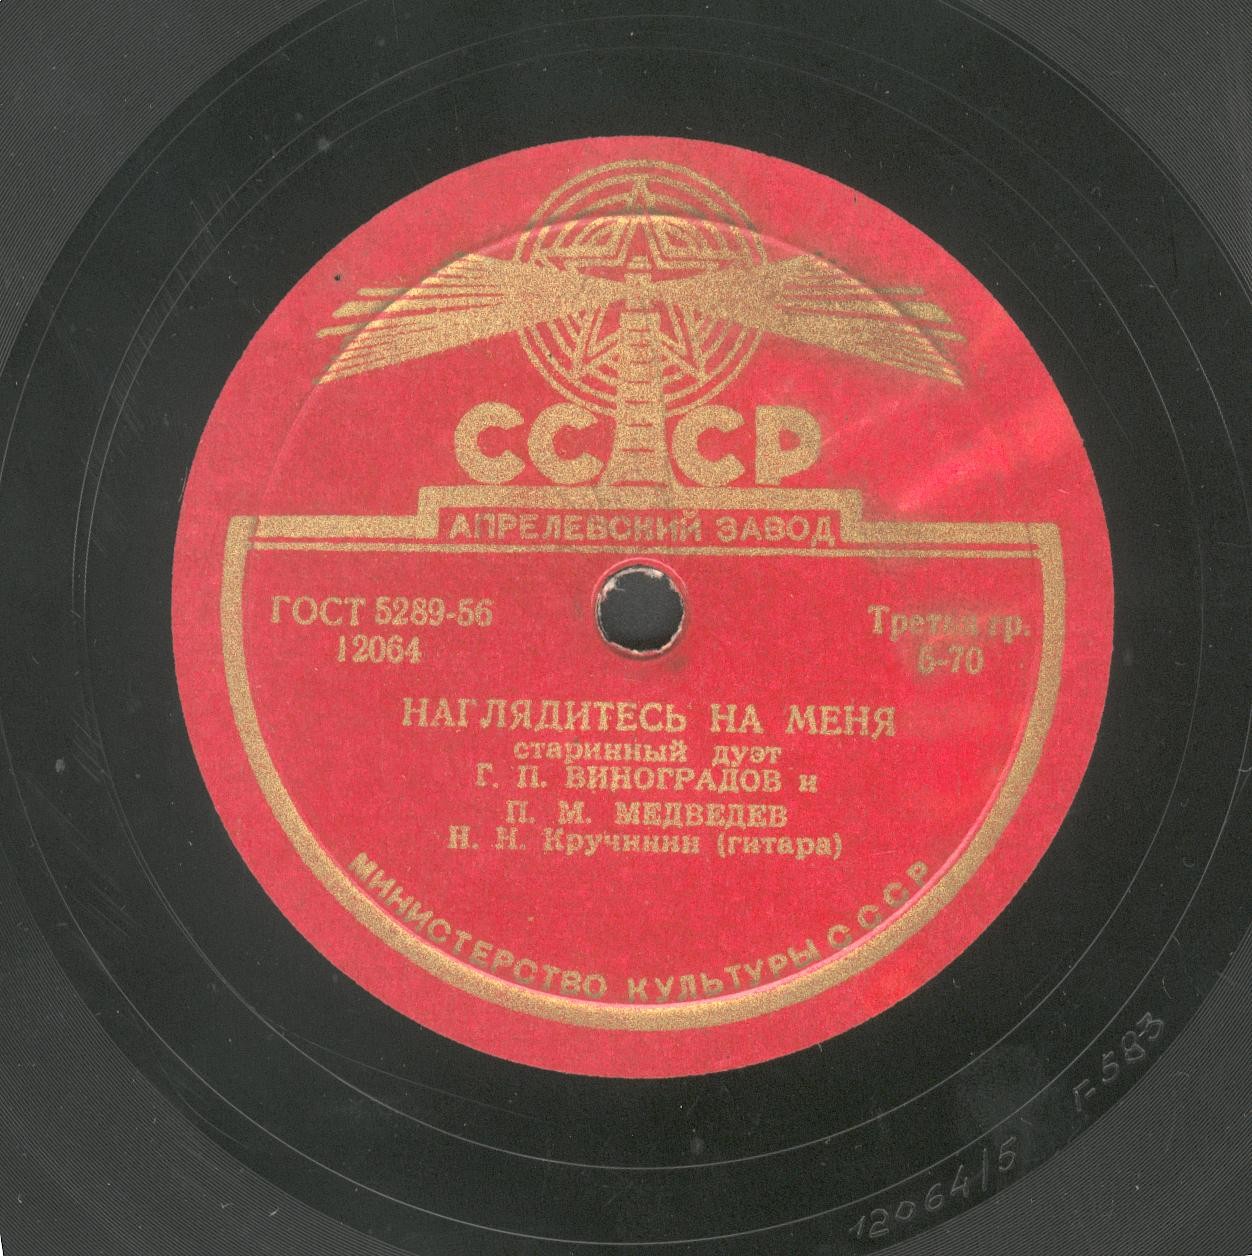 СССР
АПРЕЛЕВСКИЙ ЗАВОД
ГОСТ 5289-56
12064
Третья гр.
6-70
НАГЛЯДИТЕСЬ НА МЕНЯ
старинный дуэт
Г. П. ВИНОГРАДОВ и
П. М. МЕДВЕДЕВ
Н. Н. Кручинин (гитара)
МИНИСТЕРСТВО КУЛЬТУРЫ СССР
12064/5 Г-583